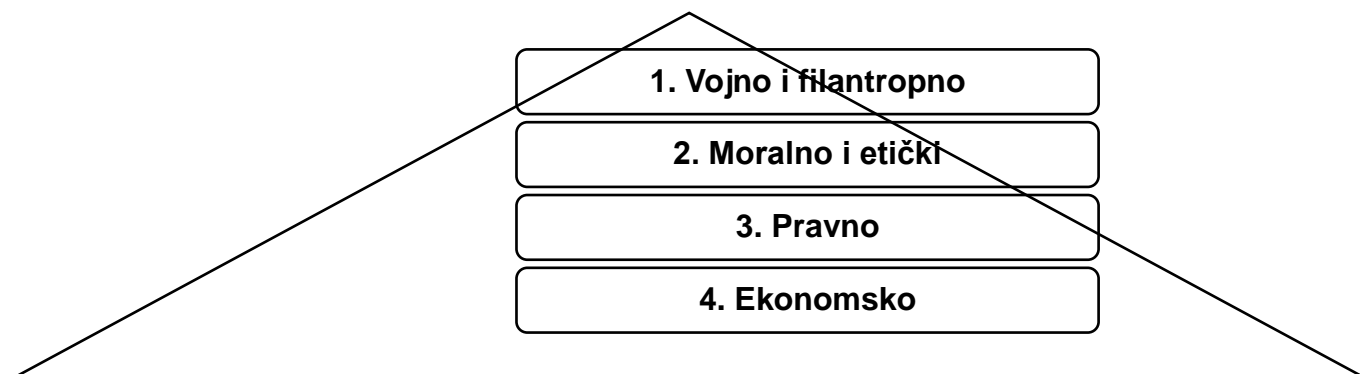 1. Vojno i filantropno
2. Moralno i etički
3. Pravno
4. Ekonomsko